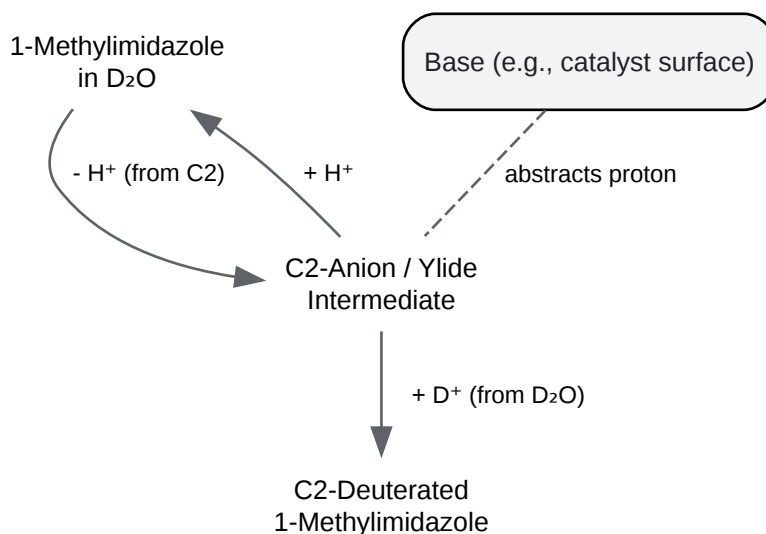 1-Methylimidazole
in D₂O
Base (e.g., catalyst surface)
- H⁺ (from C2)
+ H⁺
abstracts proton
C2-Anion / Ylide
Intermediate
+ D⁺ (from D₂O)
C2-Deuterated
1-Methylimidazole